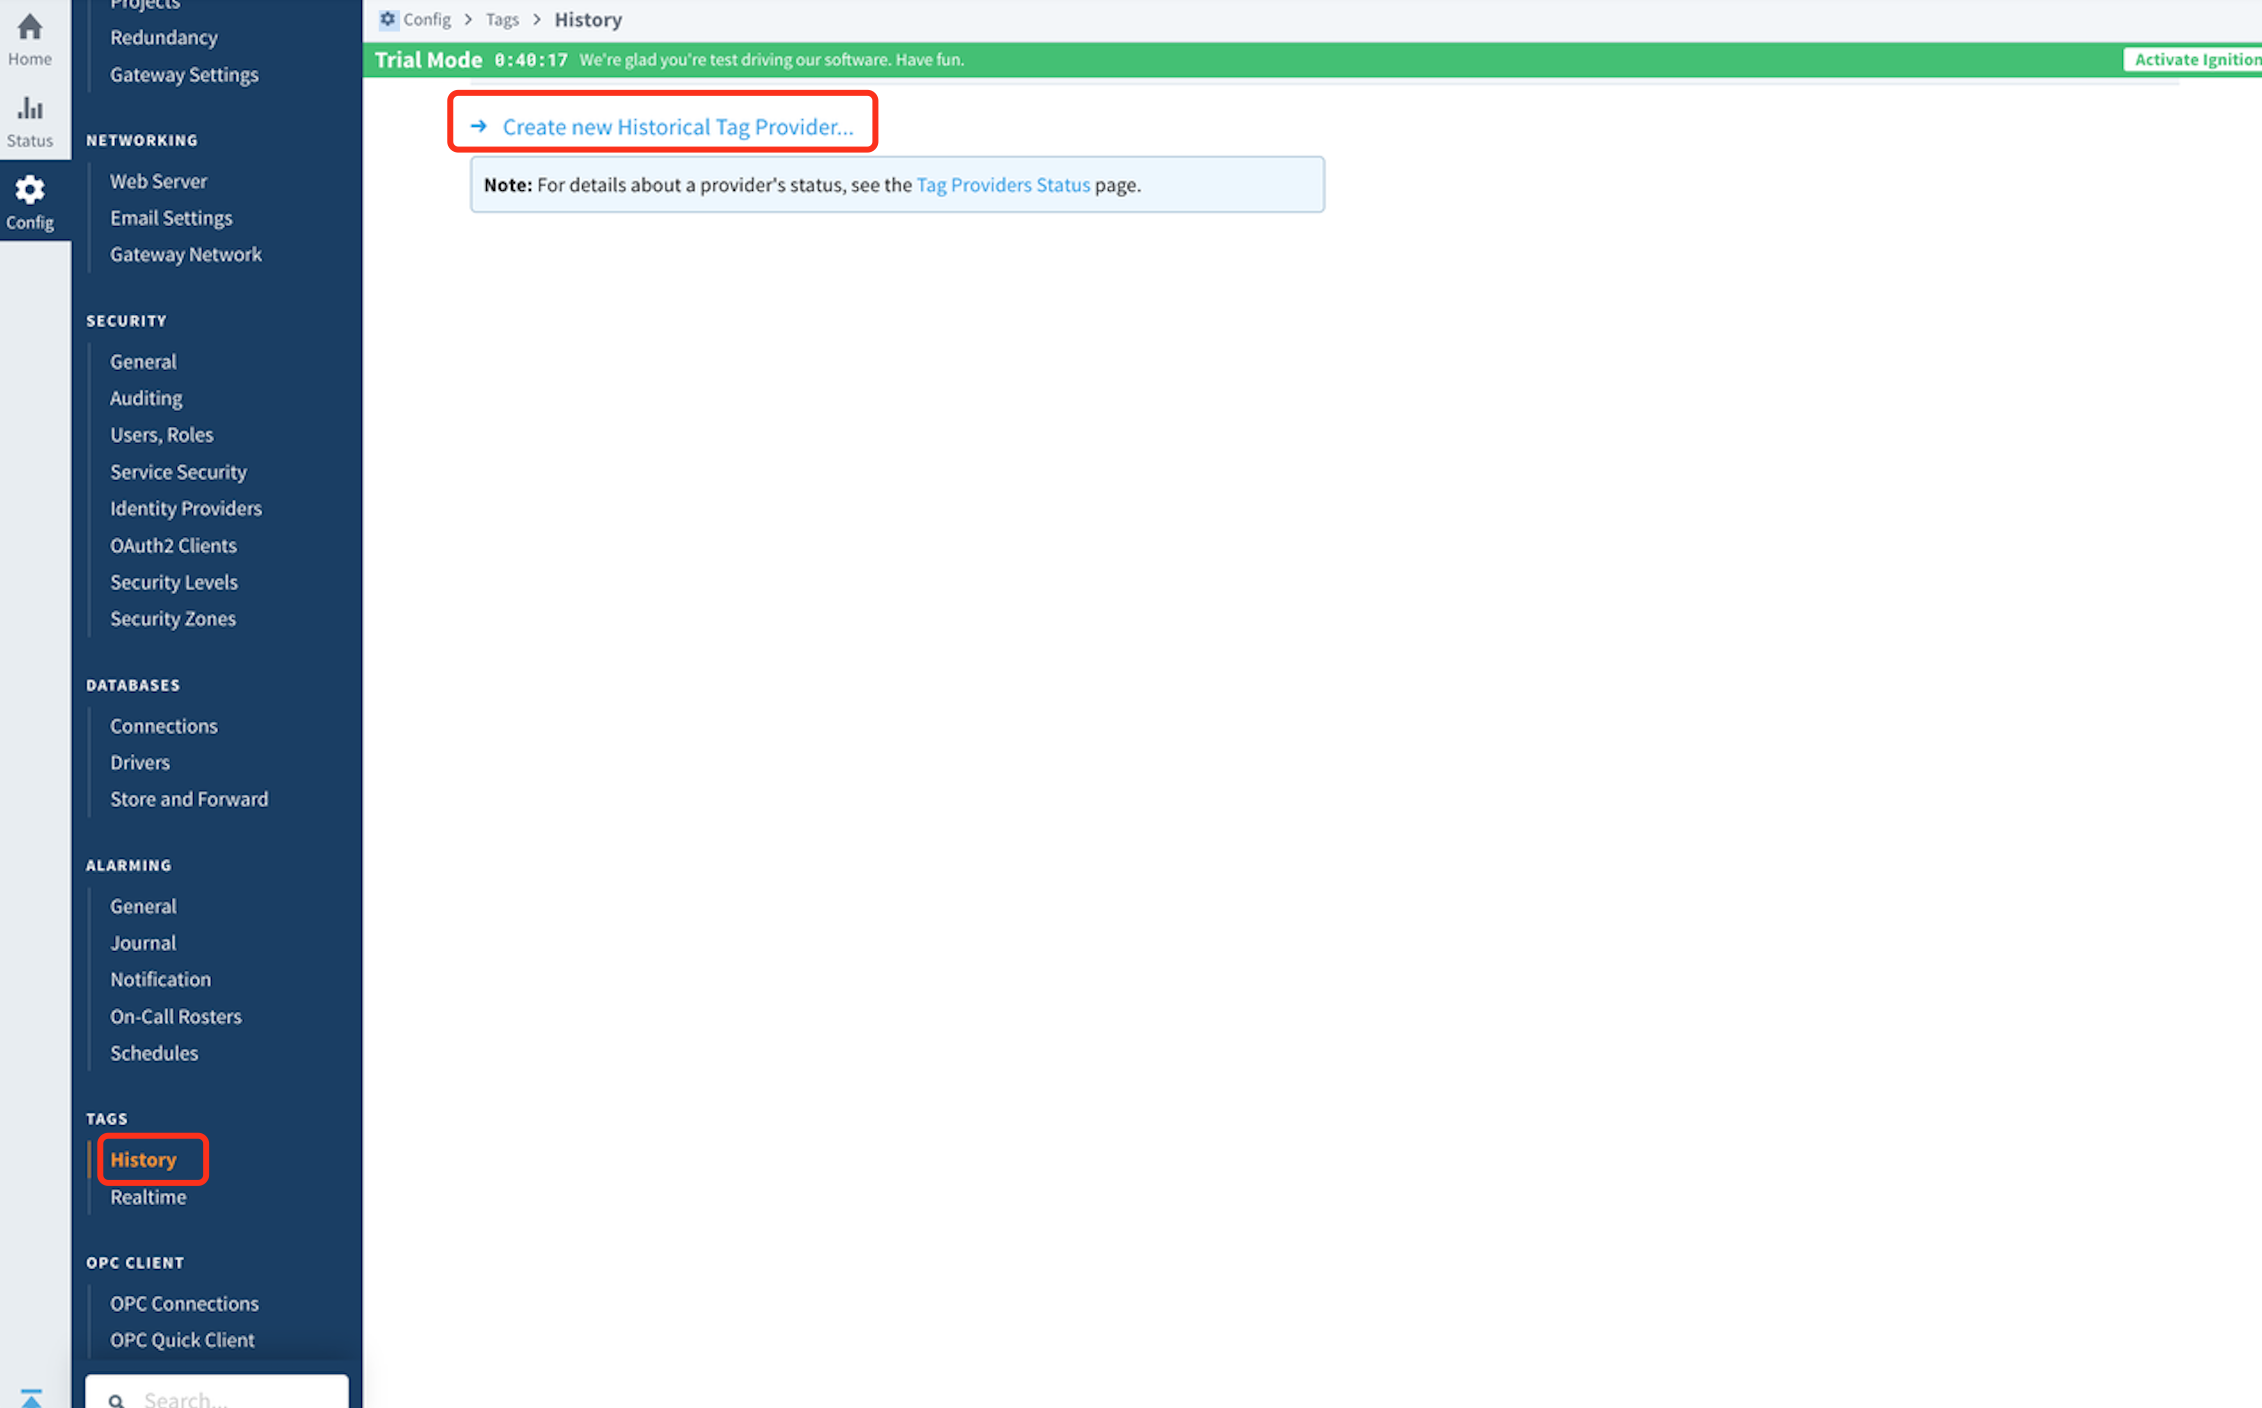 Home
Status
Config
Projects
Redundancy
Gateway Settings
NETWORKING
Web Server
Email Settings
Gateway Network
SECURITY
General
Auditing
Users, Roles
Service Security
Identity Providers
OAuth2 Clients
Security Levels
Security Zones
DATABASES
Connections
Drivers
Store and Forward
ALARMING
General
Journal
Notification
On-Call Rosters
Schedules
TAGS
History
Realtime
OPC CLIENT
OPC Connections
OPC Quick Client
Search...
Config > Tags > History
Trial Mode 0:40:17 We're glad you're test driving our software. Have fun.
Activate Ignition
→ Create new Historical Tag Provider...
Note: For details about a provider's status, see the Tag Providers Status page.